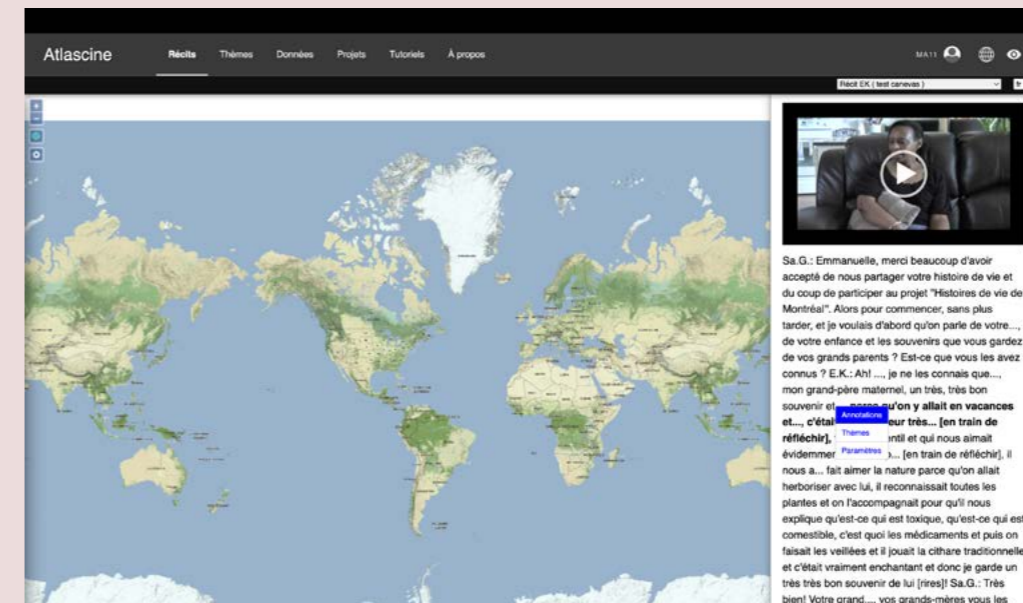 Atlascine
Récits Thèmes Données Projets Tutoriels À propos
MA11
Récit EK ( test canevas )
Sa.G.: Emmanuelle, merci beaucoup d'avoir
accepté de nous partager votre histoire de vie et
du coup de participer au projet "Histoires de vie de
Montréal". Alors pour commencer, sans plus
tarder, et je voulais d'abord qu'on parle de votre...,
de votre enfance et les souvenirs que vous gardez
de vos grands parents ? Est-ce que vous les avez
connus ? E.K.: Ah! ..., je ne les connais que...,
mon grand-père maternel, un très, très bon
souvenir et qu'on y allait en vacances
et..., c'étai eur très... [en train de
réfléchir], entil et qui nous aimait
évidemmen ... [en train de réfléchir], il
Annotations
Thèmes
Paramètres
nous a... fait aimer la nature parce qu'on allait
herboriser avec lui, il reconnaissait toutes les
plantes et on l'accompagnait pour qu'il nous
explique qu'est-ce qui est toxique, qu'est-ce qui est
comestible, c'est quoi les médicaments et puis on
faisait les veillées et il jouait la cithare traditionnelle
et c'était vraiment enchantant et donc je garde un
très très bon souvenir de lui [rires]! Sa.G.: Très
bien! Votre grand..., vos grands-mères vous les